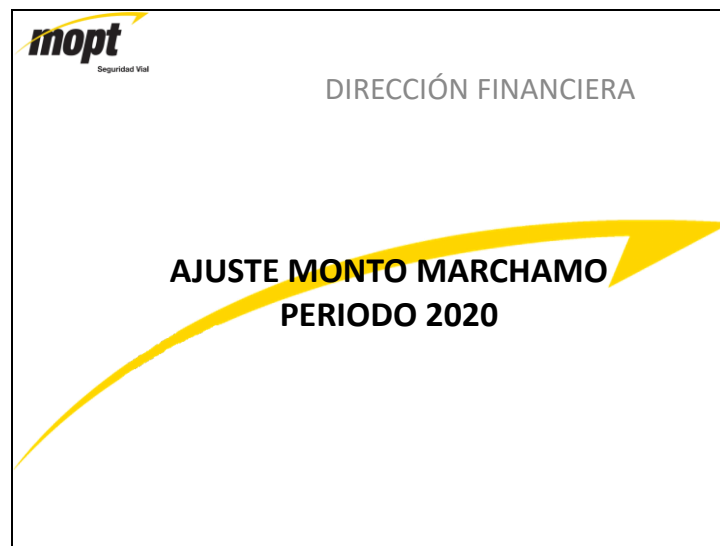 mopt
Seguridad Vial
DIRECCIÓN FINANCIERA
AJUSTE MONTO MARCHAMO
PERIODO 2020